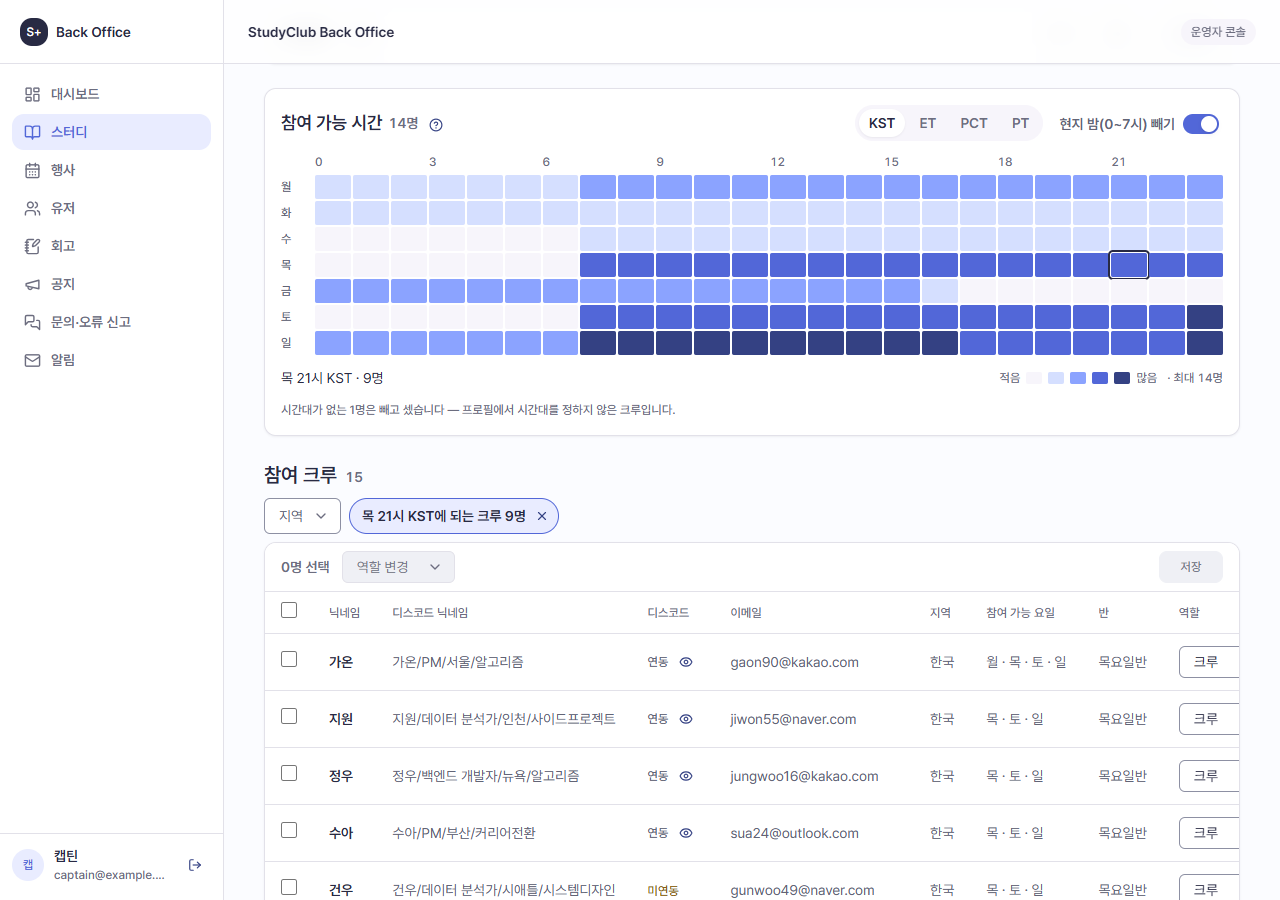 S+ Back Office
StudyClub Back Office
운영자 콘솔
대시보드
스터디
행사
유저
회고
공지
문의·오류 신고
알림
캡
캡틴
captain@example....
참여 가능 시간 14명
KST ET PCT PT
현지 밤(0~7시) 빼기
0 3 6 9 12 15 18 21
월
화
수
목
금
토
일
목 21시 KST · 9명
적음 많음 · 최대 14명
시간대가 없는 1명은 빼고 셌습니다 — 프로필에서 시간대를 정하지 않은 크루입니다.
참여 크루 15
지역
목 21시 KST에 되는 크루 9명
0명 선택 역할 변경 저장
닉네임 디스코드 닉네임 디스코드 이메일 지역 참여 가능 요일 반 역할
가온 가온/PM/서울/알고리즘 연동 gaon90@kakao.com 한국 월 · 목 · 토 · 일 목요일반 크루
지원 지원/데이터 분석가/인천/사이드프로젝트 연동 jiwon55@naver.com 한국 목 · 토 · 일 목요일반 크루
정우 정우/백엔드 개발자/뉴욕/알고리즘 연동 jungwoo16@kakao.com 한국 목 · 토 · 일 목요일반 크루
수아 수아/PM/부산/커리어전환 연동 sua24@outlook.com 한국 목 · 토 · 일 목요일반 크루
건우 건우/데이터 분석가/시애틀/시스템디자인 미연동 gunwoo49@naver.com 한국 목 · 토 · 일 목요일반 크루